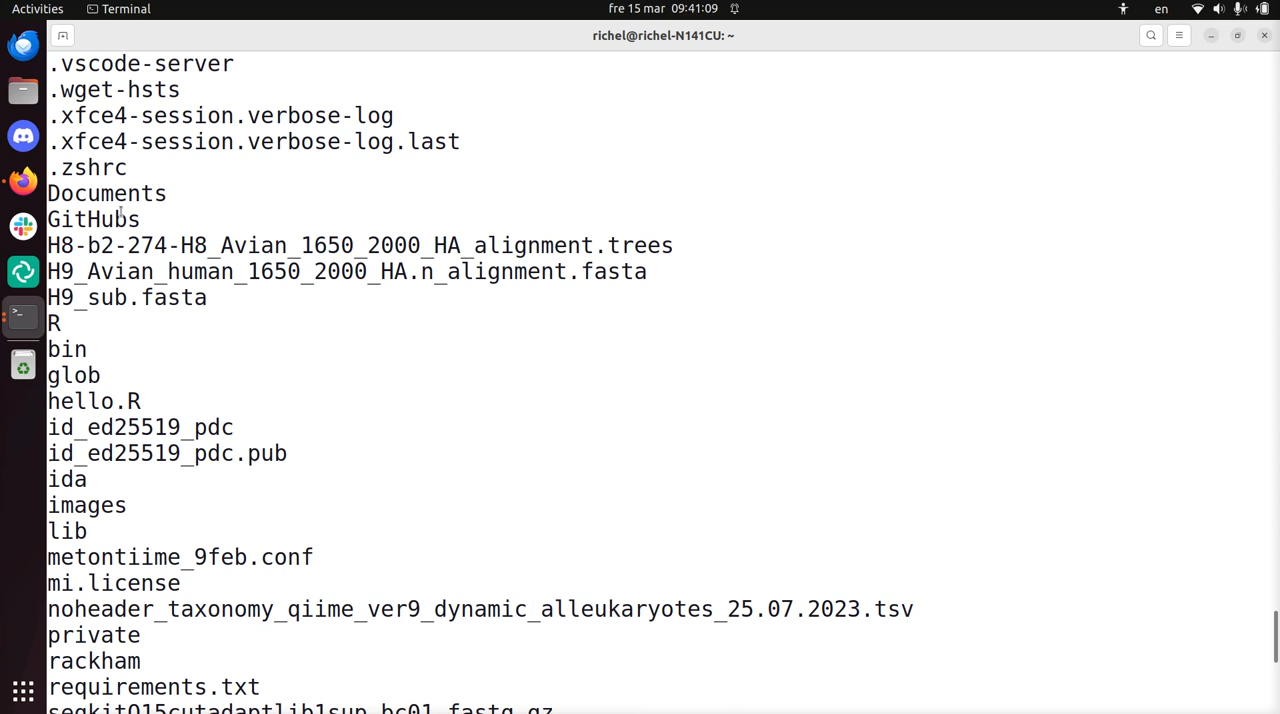 Activities Terminal fre 15 mar 09:41:09 en
richel@richel-N141CU: ~
.vscode-server
.wget-hsts
.xfce4-session.verbose-log
.xfce4-session.verbose-log.last
.zshrc
Documents
GitHubs
H8-b2-274-H8_Avian_1650_2000_HA_alignment.trees
H9_Avian_human_1650_2000_HA.n_alignment.fasta
H9_sub.fasta
R
bin
glob
hello.R
id_ed25519_pdc
id_ed25519_pdc.pub
ida
images
lib
metontiime_9feb.conf
mi.license
noheader_taxonomy_qiime_ver9_dynamic_alleukaryotes_25.07.2023.tsv
private
rackham
requirements.txt